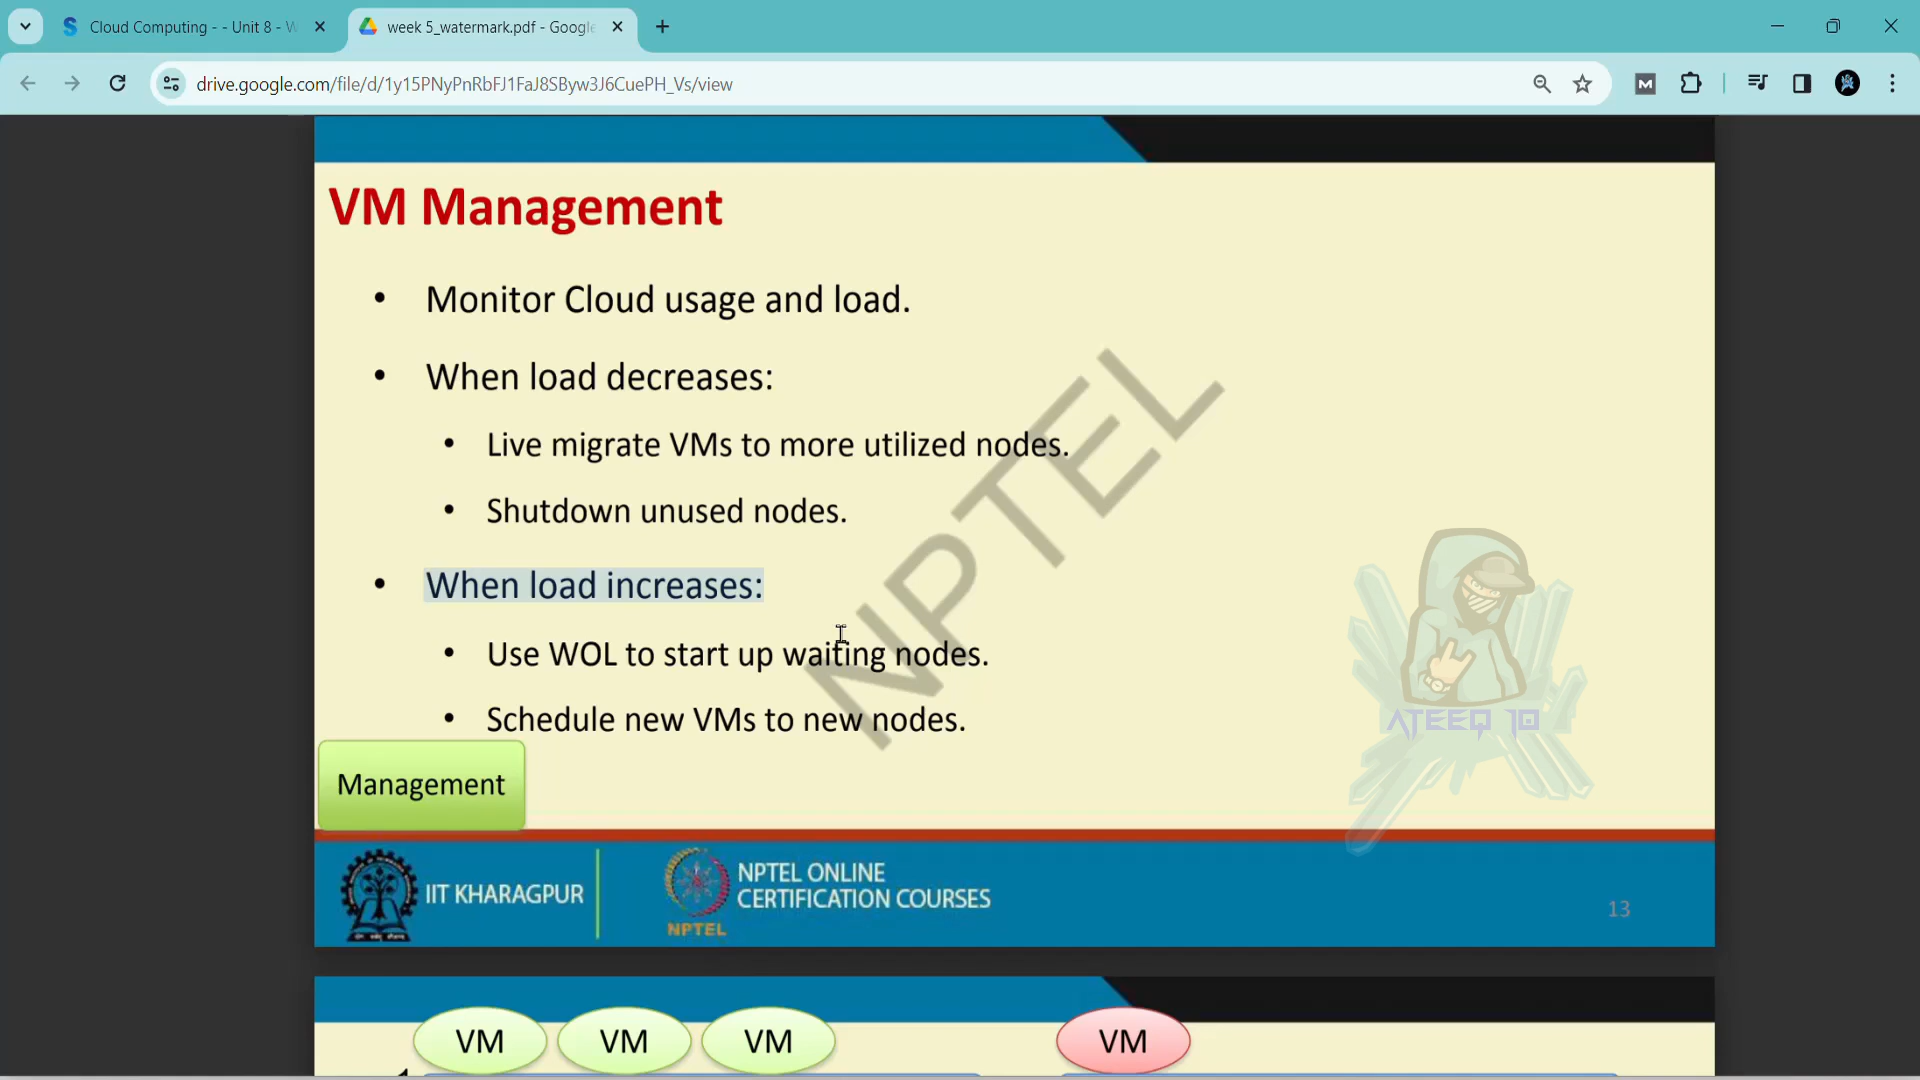 Cloud Computing - - Unit 8 - W
week 5_watermark.pdf - Google
drive.google.com/file/d/1y15PNyPnRbFJ1FaJ8SByw3J6CuePH_Vs/view
M
VM Management
• Monitor Cloud usage and load.
• When load decreases:
• Live migrate VMs to more utilized nodes.
• Shutdown unused nodes.
• When load increases:
• Use WOL to start up waiting nodes.
• Schedule new VMs to new nodes.
NPTEL
ATEEQ 10
Management
IIT KHARAGPUR
NPTEL
NPTEL ONLINE
CERTIFICATION COURSES
13
VM VM VM VM